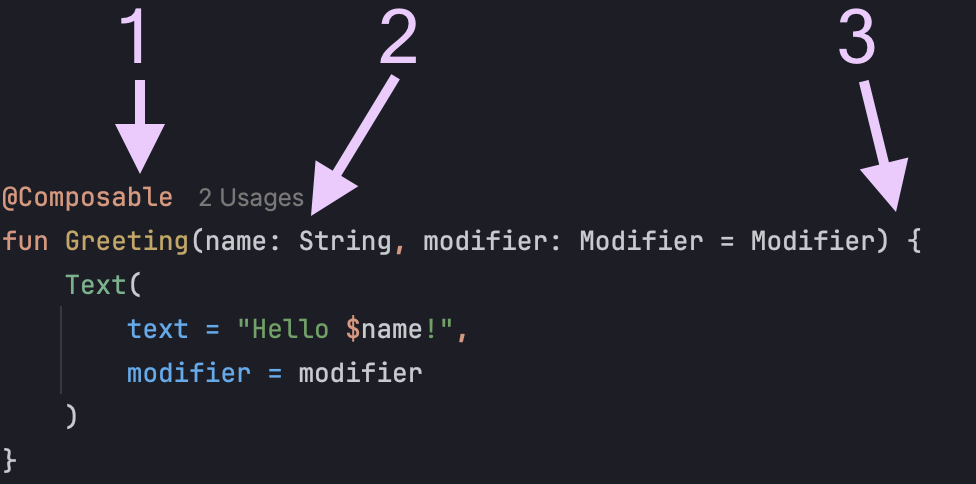 1 2 3
@Composable 2 Usages
fun Greeting(name: String, modifier: Modifier = Modifier) {
    Text(
        text = "Hello $name!",
        modifier = modifier
    )
}